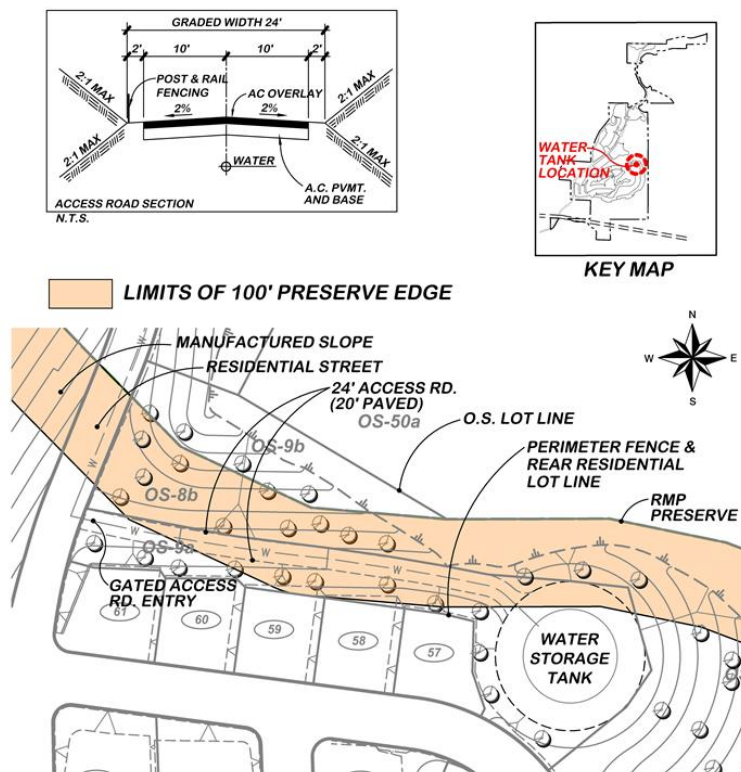 GRADED WIDTH 24'
2'
10'
10'
2'
2:1 MAX
POST & RAIL
FENCING
AC OVERLAY
2:1 MAX
2%
2%
2:1 MAX
WATER
2:1 MAX
A.C. PVMT.
AND BASE
ACCESS ROAD SECTION
N.T.S.
WATER
TANK
LOCATION
KEY MAP
LIMITS OF 100' PRESERVE EDGE
N
W
E
S
MANUFACTURED SLOPE
RESIDENTIAL STREET
24' ACCESS RD.
(20' PAVED)
OS-50a
O.S. LOT LINE
OS-9b
PERIMETER FENCE &
REAR RESIDENTIAL
LOT LINE
OS-8b
RMP
PRESERVE
W
W
OS-9a
W
W
GATED ACCESS
RD. ENTRY
61
60
59
58
57
WATER
STORAGE
TANK